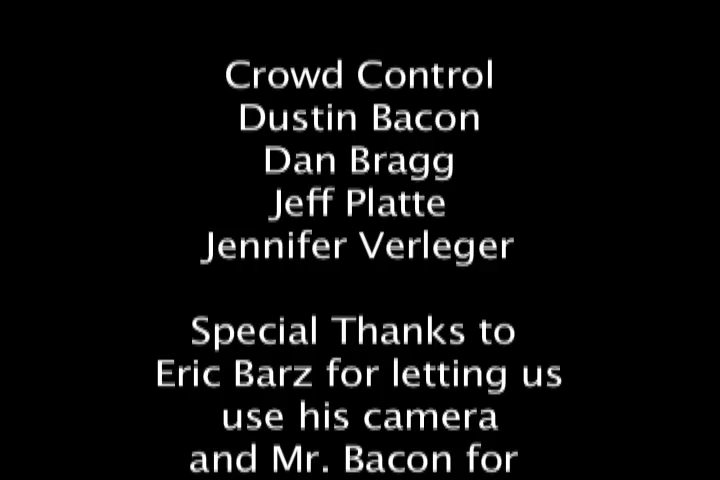 Crowd Control
Dustin Bacon
Dan Bragg
Jeff Platte
Jennifer Verleger
Special Thanks to
Eric Barz for letting us
use his camera
and Mr. Bacon for